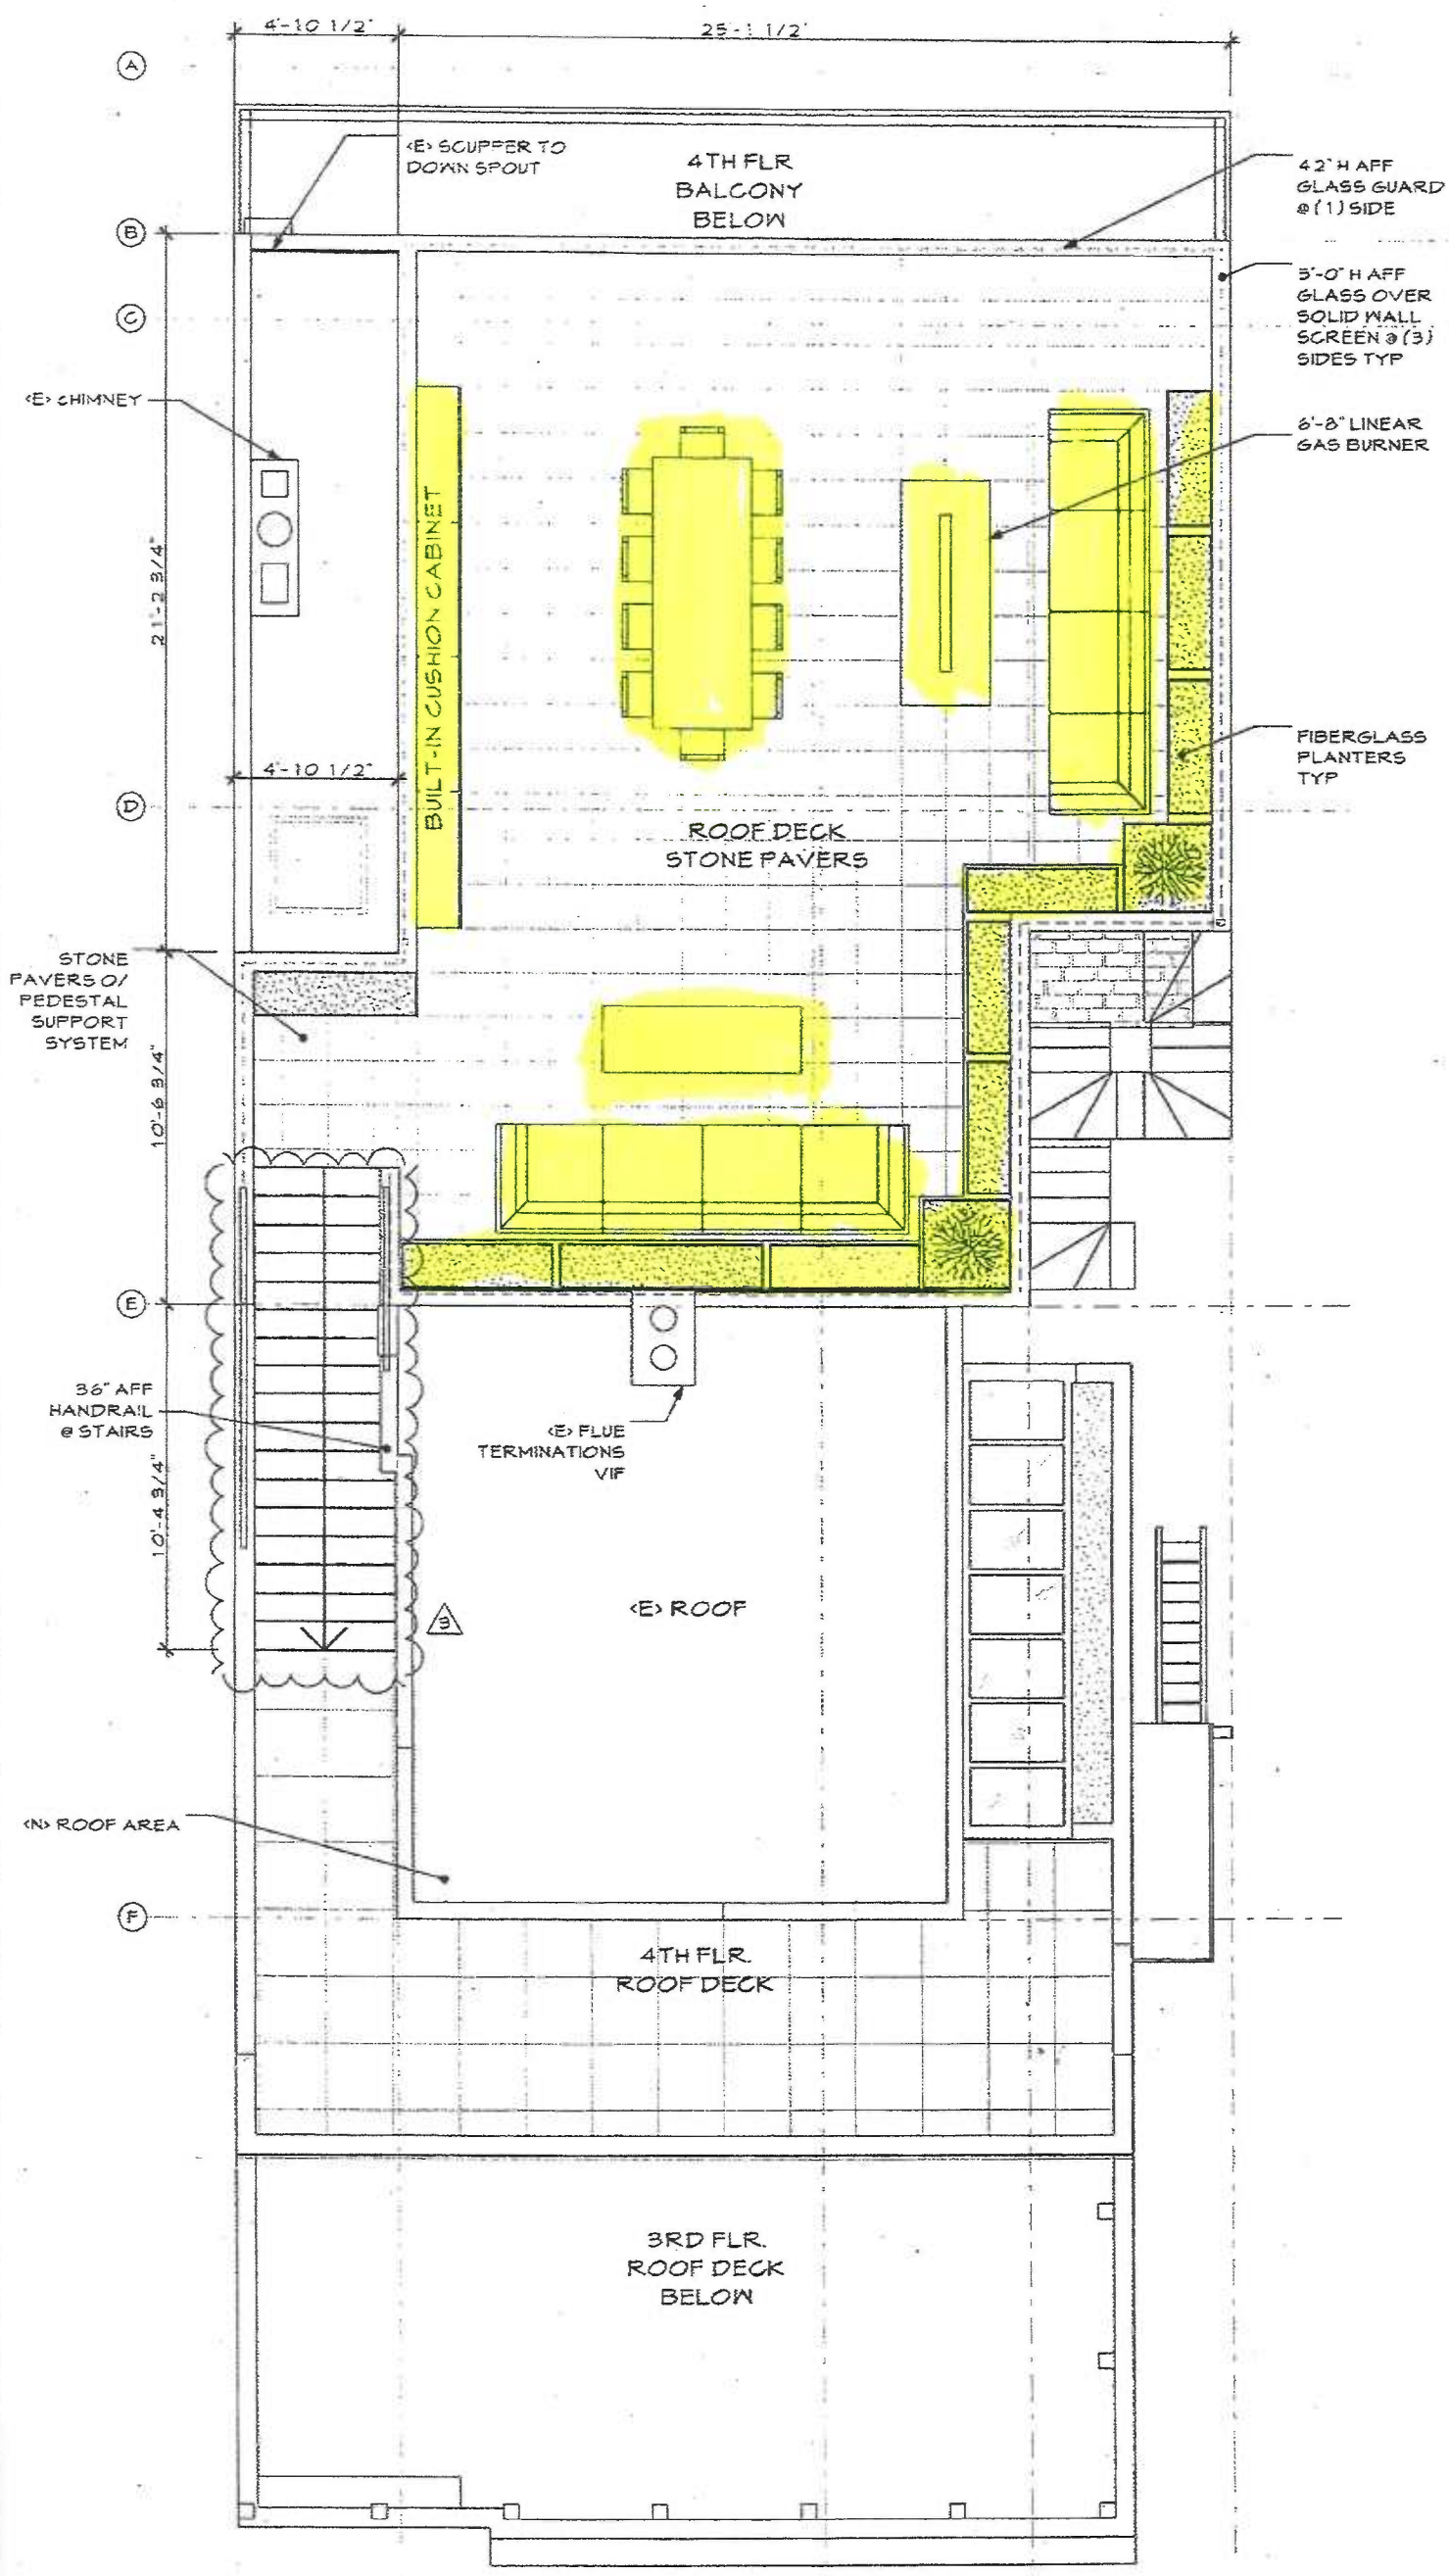 4'-10 1/2"
25'-1 1/2"
A
<E> SCUPPER TO
DOWN SPOUT
4TH FLR
BALCONY
BELOW
42" H AFF
GLASS GUARD
@ (1) SIDE
B
5'-0" H AFF
GLASS OVER
SOLID WALL
SCREEN @ (3)
SIDES TYP
C
<E> CHIMNEY
6'-8" LINEAR
GAS BURNER
BUILT-IN CUSHION CABINET
21'-2 3/4"
FIBERGLASS
PLANTERS
TYP
4'-10 1/2"
D
ROOF DECK
STONE PAVERS
STONE
PAVERS O/
PEDESTAL
SUPPORT
SYSTEM
10'-6 3/4"
E
36" AFF
HANDRAIL
@ STAIRS
<E> FLUE
TERMINATIONS
VIF
10'-4 3/4"
<E> ROOF
3
<N> ROOF AREA
F
4TH FLR.
ROOF DECK
3RD FLR.
ROOF DECK
BELOW